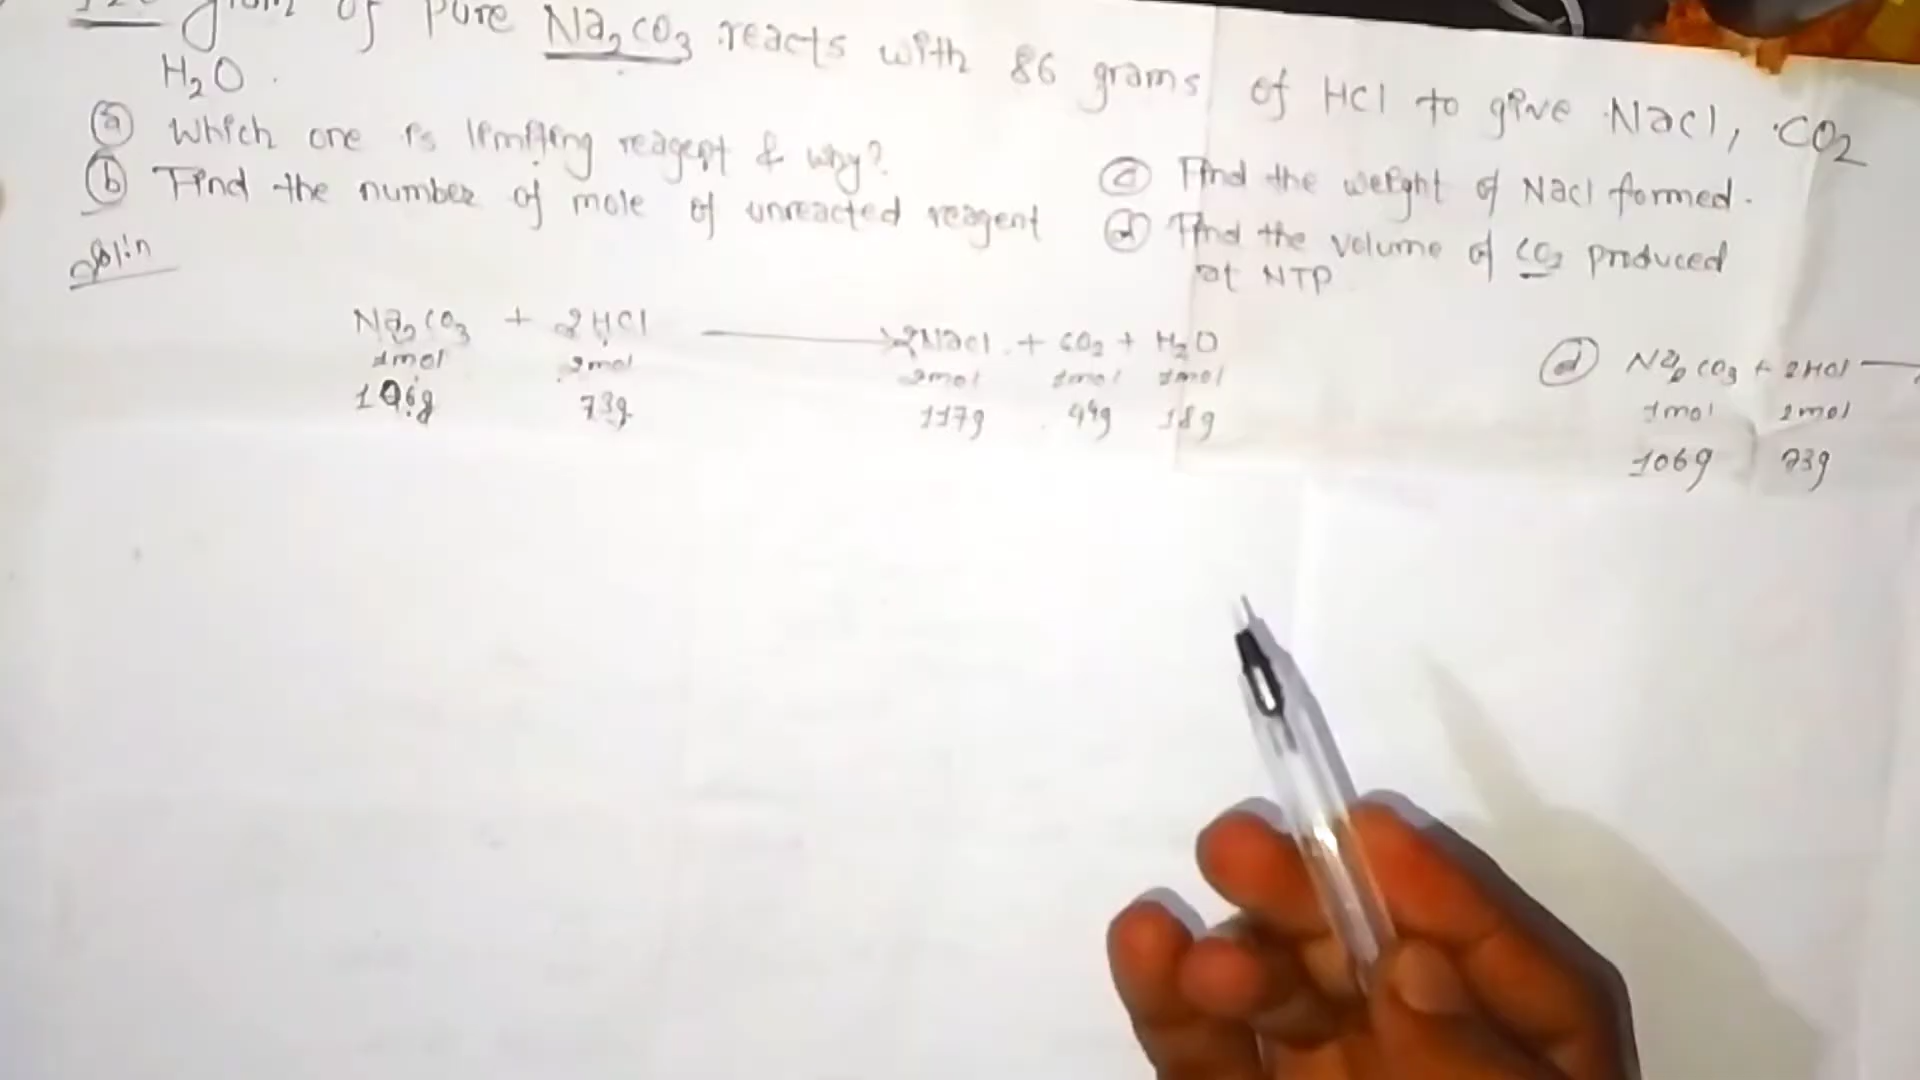 of pure Na₂CO₃ reacts with 86 grams of HCl to give NaCl, CO₂
H₂O.
(a) Which one is limiting reagent & why?
(b) Find the number of mole of unreacted reagent
(c) Find the weight of NaCl formed.
(d) Find the volume of CO₂ produced
at NTP
Sol:n
Na₂CO₃ + 2HCl ⟶ 2NaCl + CO₂ + H₂O
1mol 2mol 2mol 1mol 1mol
106g 73g 117g 44g 18g
(d) Na₂CO₃ + 2HCl
1mol 2mol
106g 73g